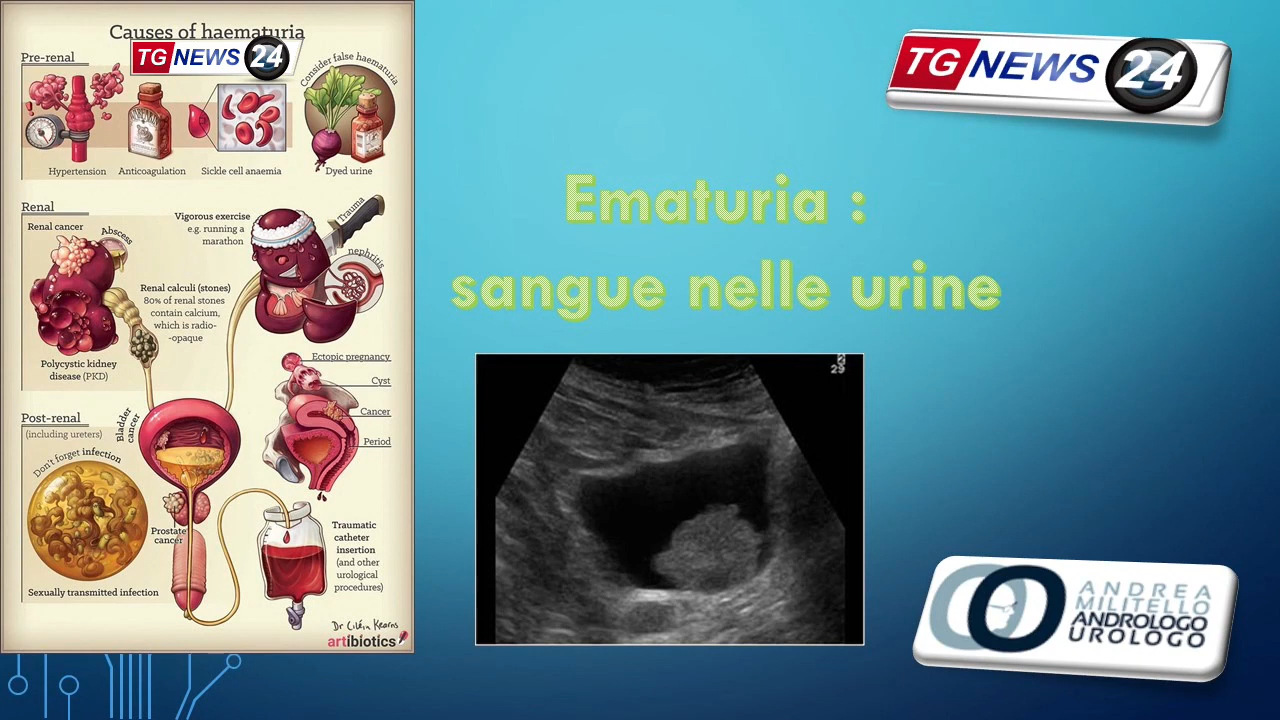 Causes of haematuria
TG NEWS 24
Pre-renal
Consider false haematuria
Hypertension
Anticoagulation
Sickle cell anaemia
Dyed urine
Renal
Renal cancer
Abscess
Vigorous exercise
e.g. running a
marathon
Trauma
nephritis
Renal calculi (stones)
80% of renal stones
contain calcium,
which is radio-
-opaque
Polycystic kidney
disease (PKD)
Ectopic pregnancy
Cyst
Cancer
Period
Post-renal
(including ureters)
Bladder
cancer
Don't forget infection
Prostate
cancer
Sexually transmitted infection
Traumatic
catheter
insertion
(and other
urological
procedures)
Dr Ciléin Kearns
artibiotics
TG NEWS 24
Ematuria :
sangue nelle urine
29
ANDREA
MILITELLO
ANDROLOGO
UROLOGO